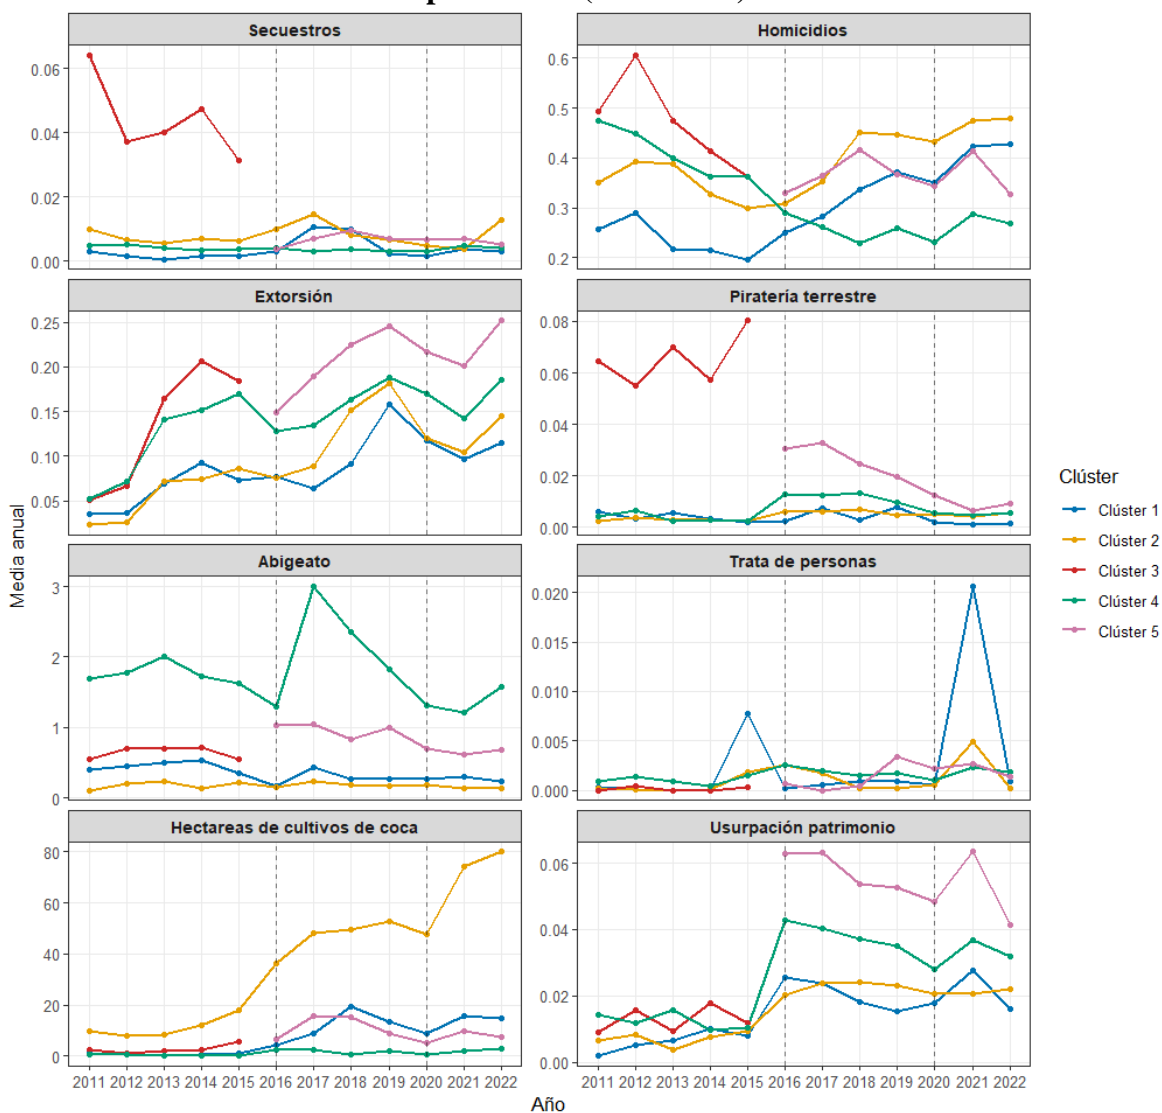 Secuestros
Homicidios
0.06
0.04
0.02
0.00
0.6
0.5
0.4
0.3
0.2
Extorsión
Piratería terrestre
0.25
0.20
0.15
0.10
0.05
0.08
0.06
0.04
0.02
0.00
Abigeato
Trata de personas
3
2
1
0
0.020
0.015
0.010
0.005
0.000
Hectareas de cultivos de coca
Usurpación patrimonio
80
60
40
20
0
0.06
0.04
0.02
0.00
2011 2012 2013 2014 2015 2016 2017 2018 2019 2020 2021 2022
2011 2012 2013 2014 2015 2016 2017 2018 2019 2020 2021 2022
Año
Media anual
Clúster
Clúster 1
Clúster 2
Clúster 3
Clúster 4
Clúster 5